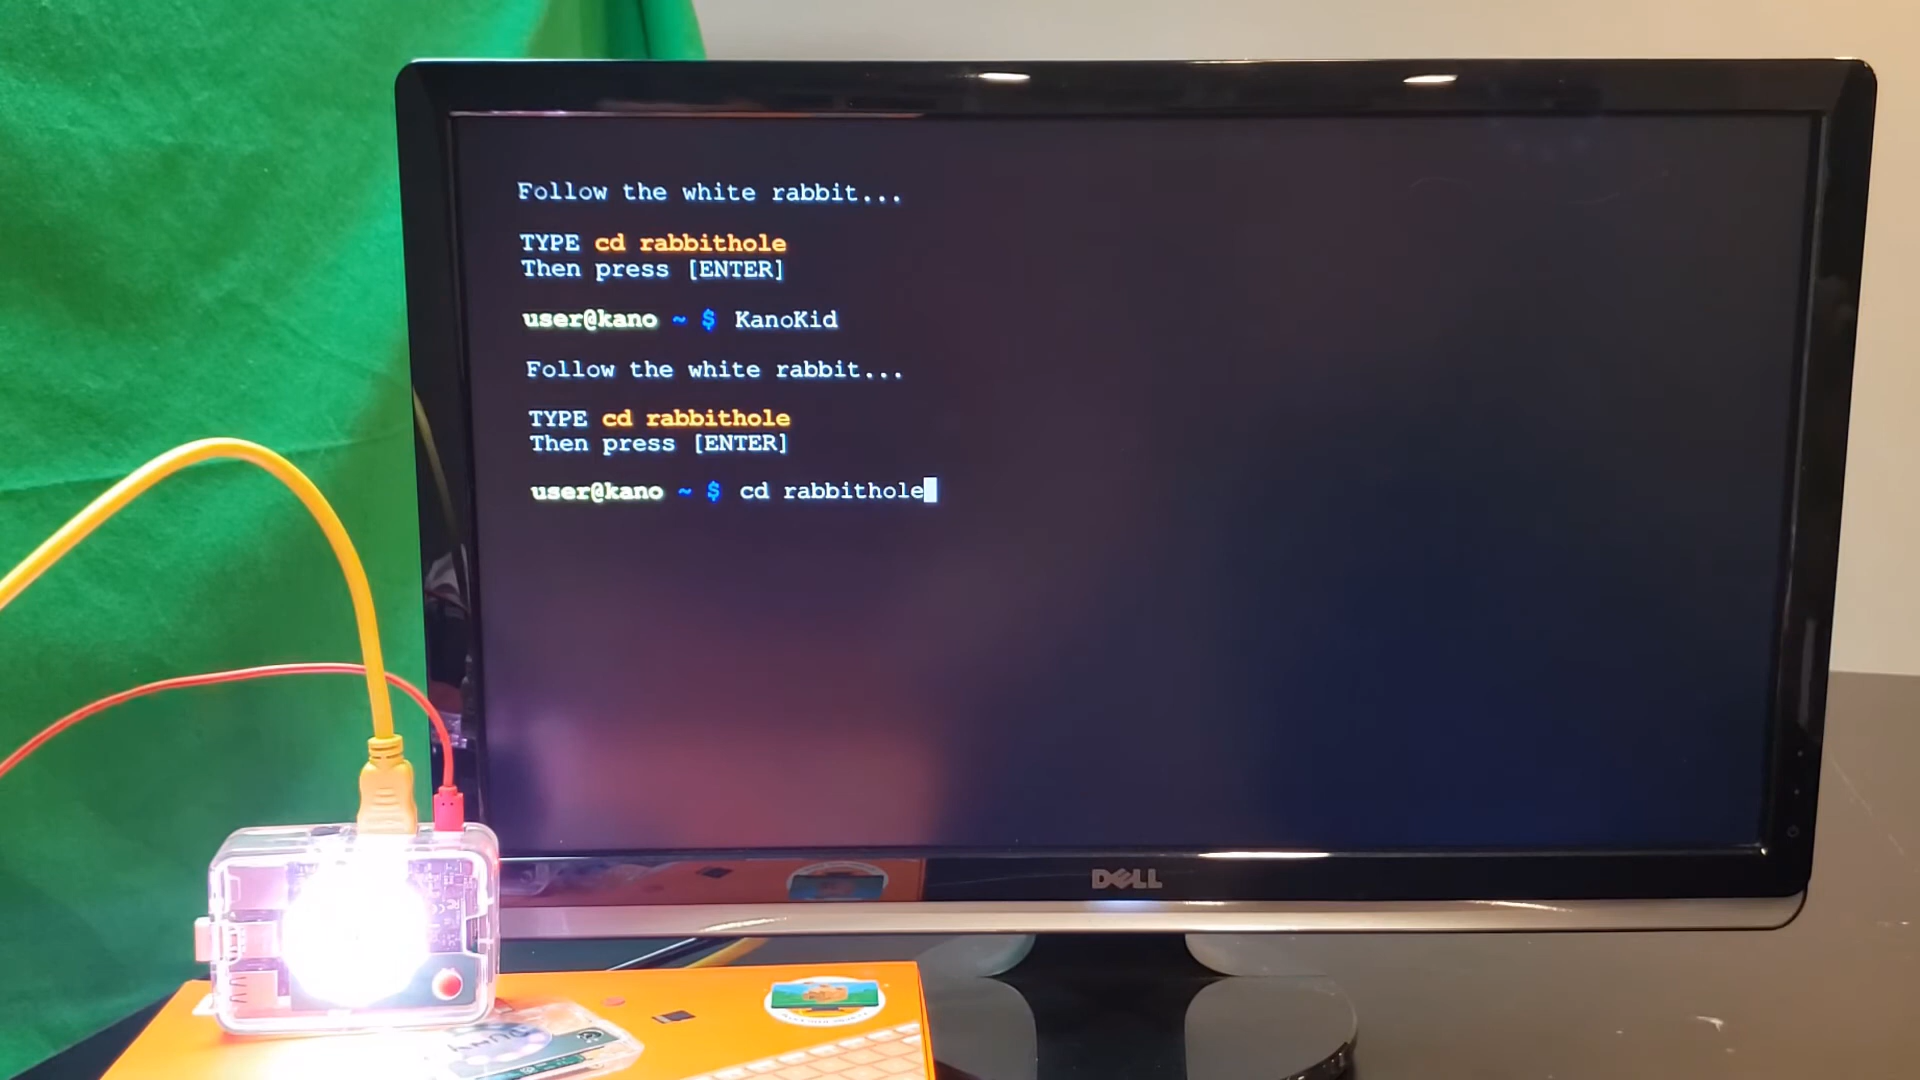 Follow the white rabbit...
TYPE cd rabbithole
Then press [ENTER]
user@kano ~ $ KanoKid
Follow the white rabbit...
TYPE cd rabbithole
Then press [ENTER]
user@kano ~ $ cd rabbithole
DELL